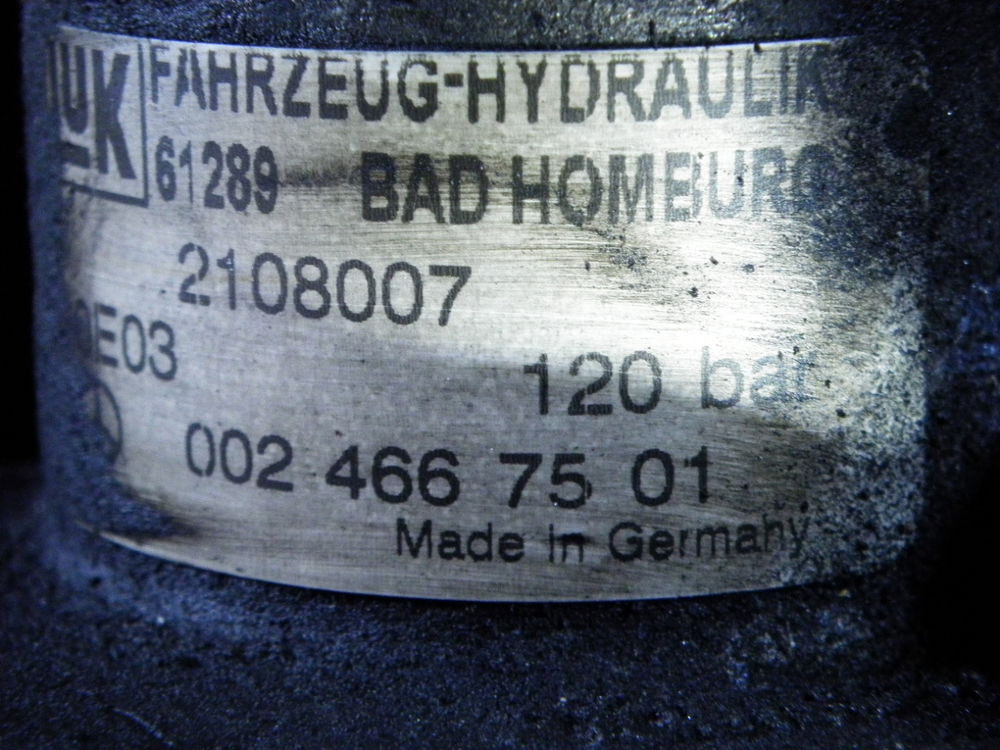 LUK FAHRZEUG-HYDRAULIK
61289 BAD HOMBURG
2108007
E03
120 bar
002 466 75 01
Made in Germany